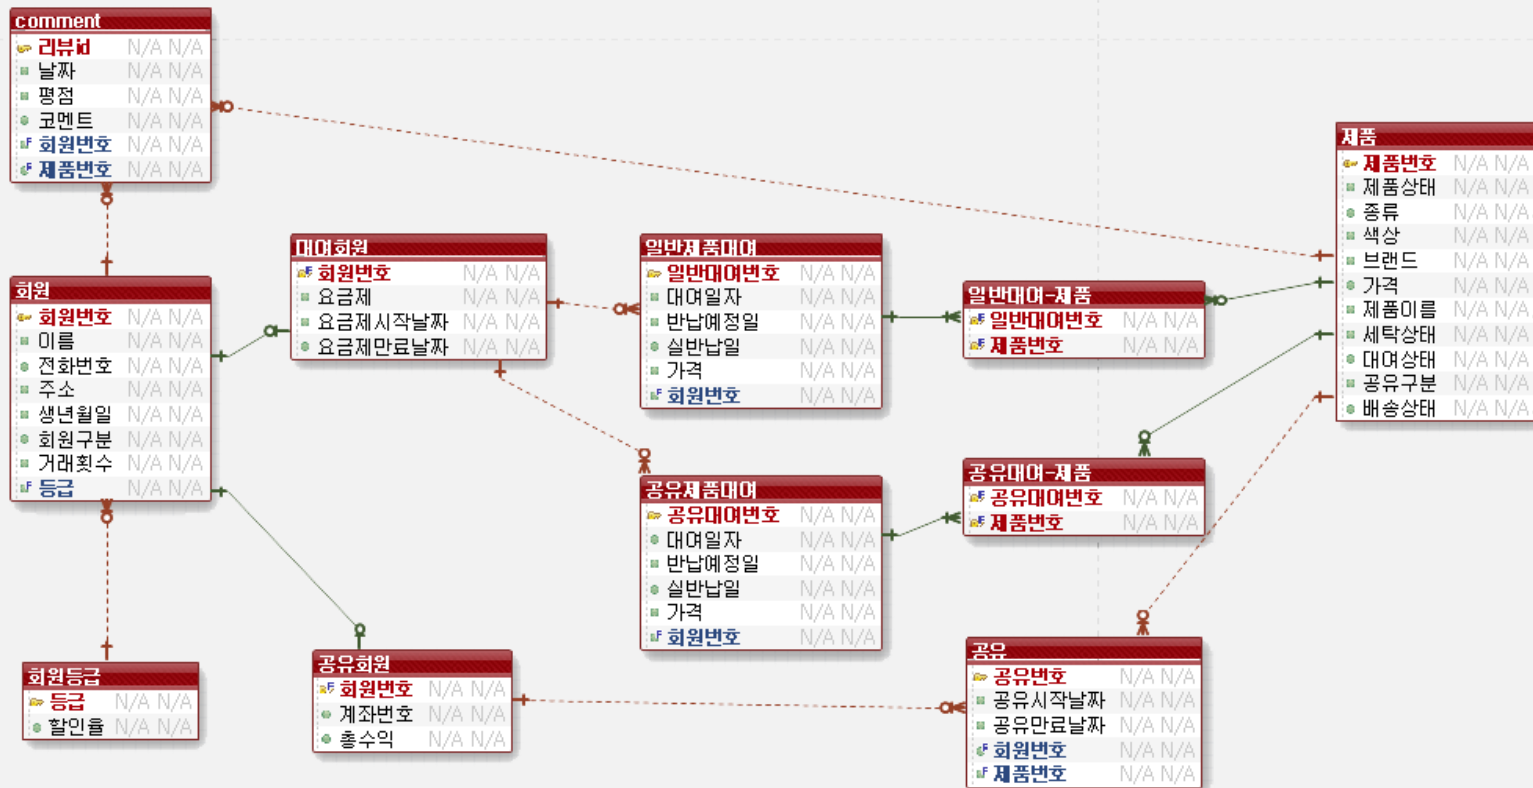 comment
리뷰id N/A N/A
날짜 N/A N/A
평점 N/A N/A
코멘트 N/A N/A
회원번호 N/A N/A
제품번호 N/A N/A
회원
회원번호 N/A N/A
이름 N/A N/A
전화번호 N/A N/A
주소 N/A N/A
생년월일 N/A N/A
회원구분 N/A N/A
거래횟수 N/A N/A
등급 N/A N/A
회원등급
등급 N/A N/A
할인율 N/A N/A
대여회원
회원번호 N/A N/A
요금제 N/A N/A
요금제시작날짜 N/A N/A
요금제만료날짜 N/A N/A
공유회원
회원번호 N/A N/A
계좌번호 N/A N/A
총수익 N/A N/A
일반제품대여
일반대여번호 N/A N/A
대여일자 N/A N/A
반납예정일 N/A N/A
실반납일 N/A N/A
가격 N/A N/A
회원번호 N/A N/A
공유제품대여
공유대여번호 N/A N/A
대여일자 N/A N/A
반납예정일 N/A N/A
실반납일 N/A N/A
가격 N/A N/A
회원번호 N/A N/A
일반대여-제품
일반대여번호 N/A N/A
제품번호 N/A N/A
공유대여-제품
공유대여번호 N/A N/A
제품번호 N/A N/A
공유
공유번호 N/A N/A
공유시작날짜 N/A N/A
공유만료날짜 N/A N/A
회원번호 N/A N/A
제품번호 N/A N/A
제품
제품번호 N/A N/A
제품상태 N/A N/A
종류 N/A N/A
색상 N/A N/A
브랜드 N/A N/A
가격 N/A N/A
제품이름 N/A N/A
세탁상태 N/A N/A
대여상태 N/A N/A
공유구분 N/A N/A
배송상태 N/A N/A